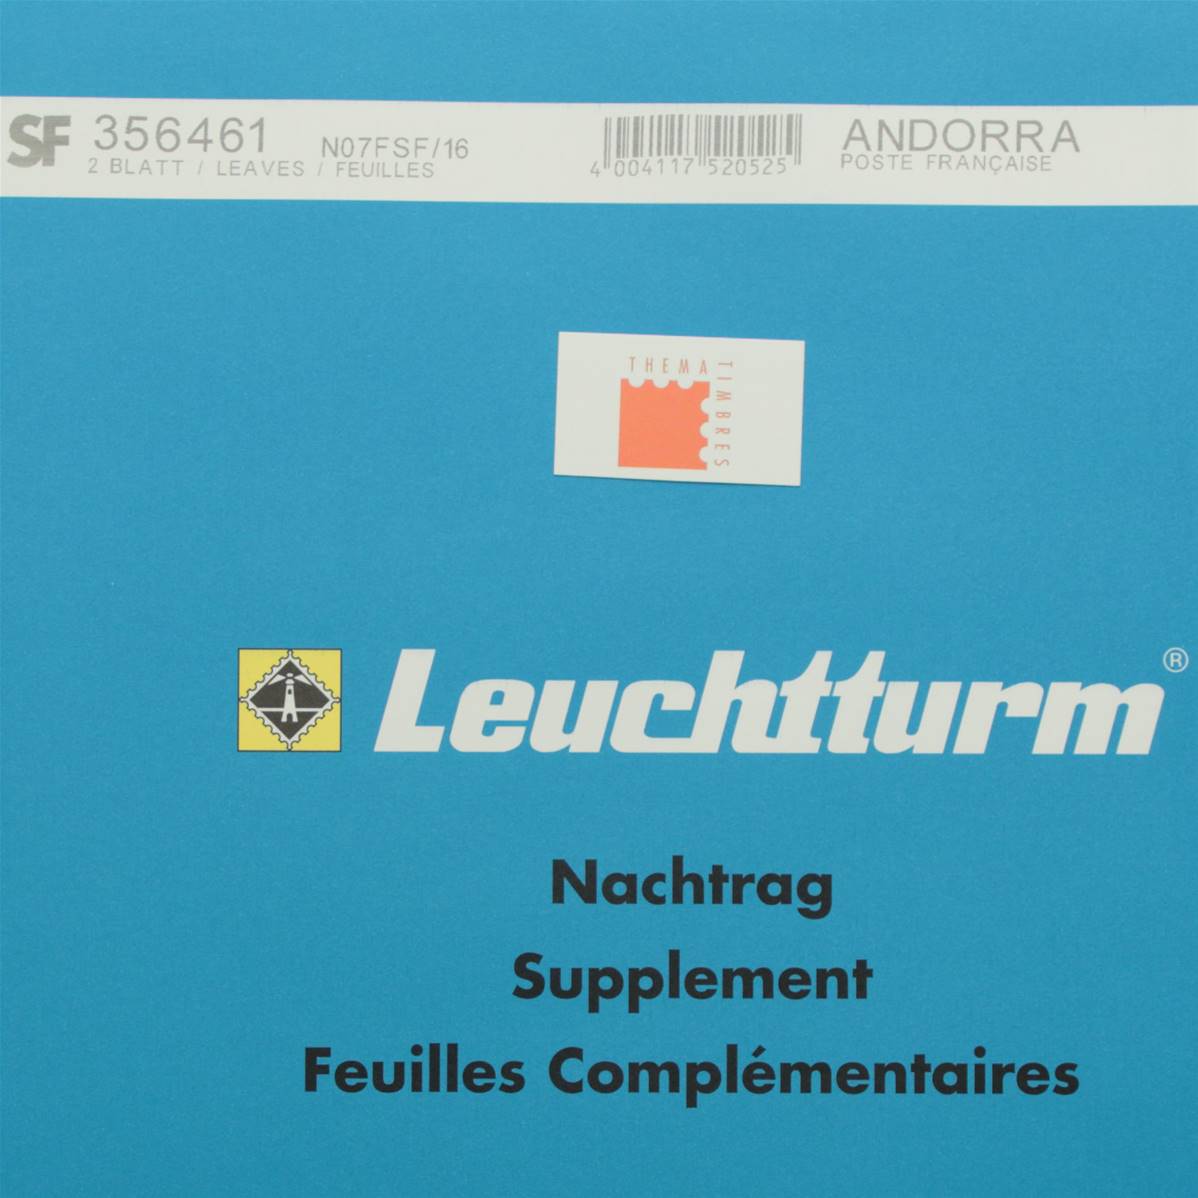 SF 356461 N07FSF/16
2 BLATT / LEAVES / FEUILLES
4 004117 520525
ANDORRA
POSTE FRANÇAISE
THEMA
TIMBRES
Leuchtturm®
Nachtrag
Supplement
Feuilles Complémentaires